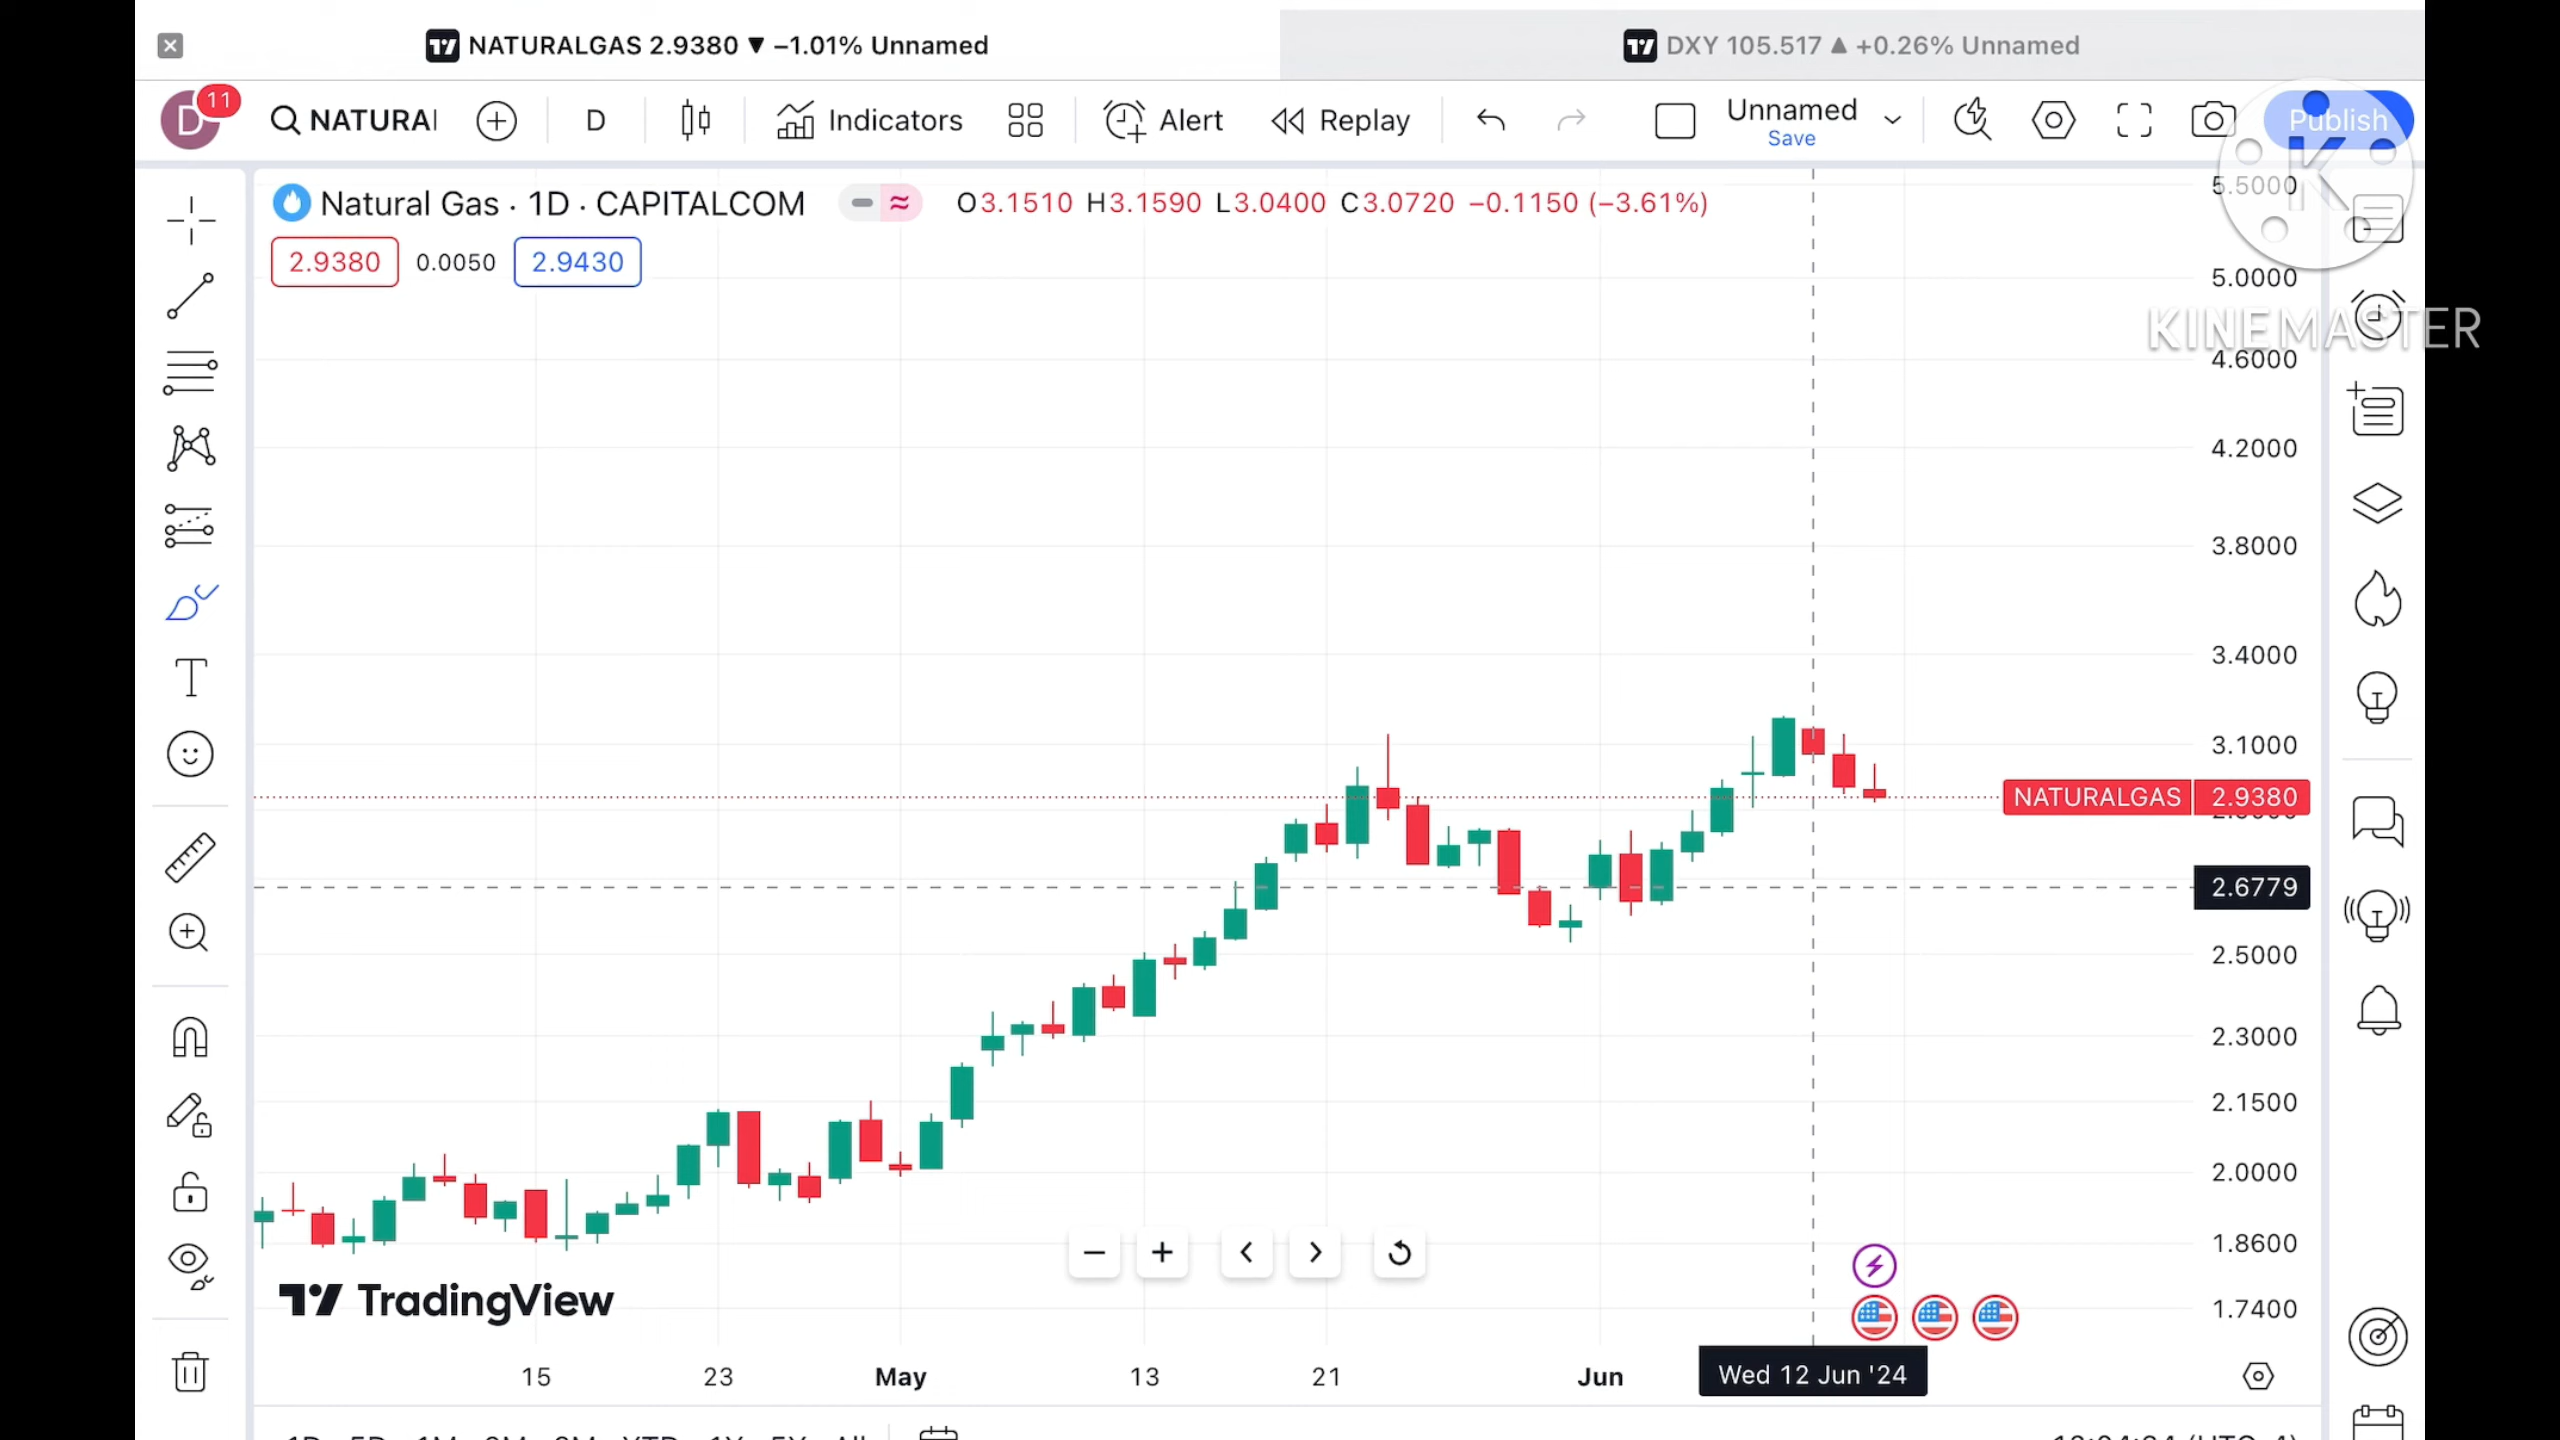 NATURALGAS 2.9380 ▼ −1.01% Unnamed
DXY 105.517 ▲ +0.26% Unnamed
D
11
NATURAL
D
Indicators
Alert
Replay
Unnamed
Save
Publish
Natural Gas · 1D · CAPITALCOM
O3.1510 H3.1590 L3.0400 C3.0720 −0.1150 (−3.61%)
2.9380 0.0050 2.9430
K
KINEMASTER
5.5000
5.0000
4.6000
4.2000
3.8000
3.4000
3.1000
NATURALGAS 2.9380
2.6779
2.5000
2.3000
2.1500
2.0000
1.8600
1.7400
TradingView
15
23
May
13
21
Jun
Wed 12 Jun '24